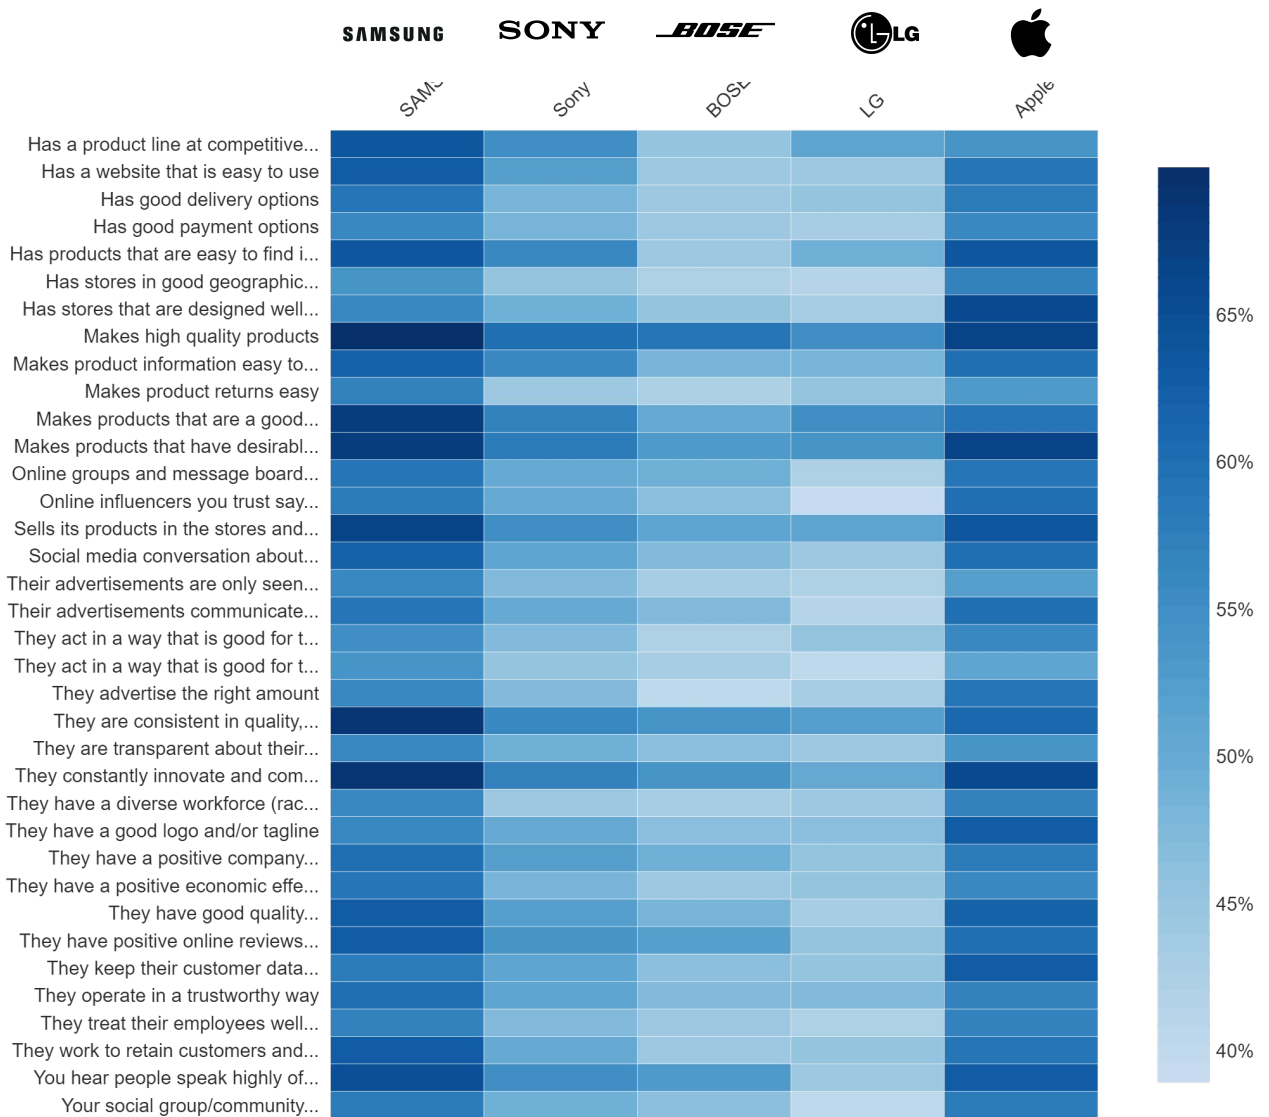 SAMSUNG SONY BOSE LG
SAMS Sony BOSE LG Apple
Has a product line at competitive...
Has a website that is easy to use
Has good delivery options
Has good payment options
Has products that are easy to find i...
Has stores in good geographic...
Has stores that are designed well...
Makes high quality products
Makes product information easy to...
Makes product returns easy
Makes products that are a good...
Makes products that have desirabl...
Online groups and message board...
Online influencers you trust say...
Sells its products in the stores and...
Social media conversation about...
Their advertisements are only seen...
Their advertisements communicate...
They act in a way that is good for t...
They act in a way that is good for t...
They advertise the right amount
They are consistent in quality,...
They are transparent about their...
They constantly innovate and com...
They have a diverse workforce (rac...
They have a good logo and/or tagline
They have a positive company...
They have a positive economic effe...
They have good quality...
They have positive online reviews...
They keep their customer data...
They operate in a trustworthy way
They treat their employees well...
They work to retain customers and...
You hear people speak highly of...
Your social group/community...
65%
60%
55%
50%
45%
40%